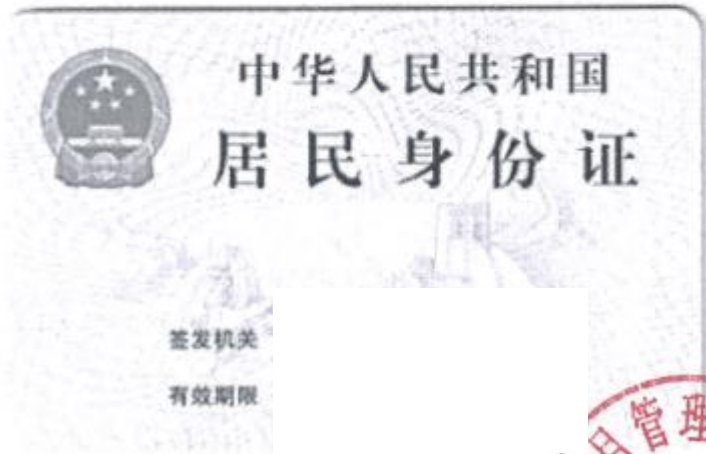 中华人民共和国
居民身份证
签发机关
有效期限
管理